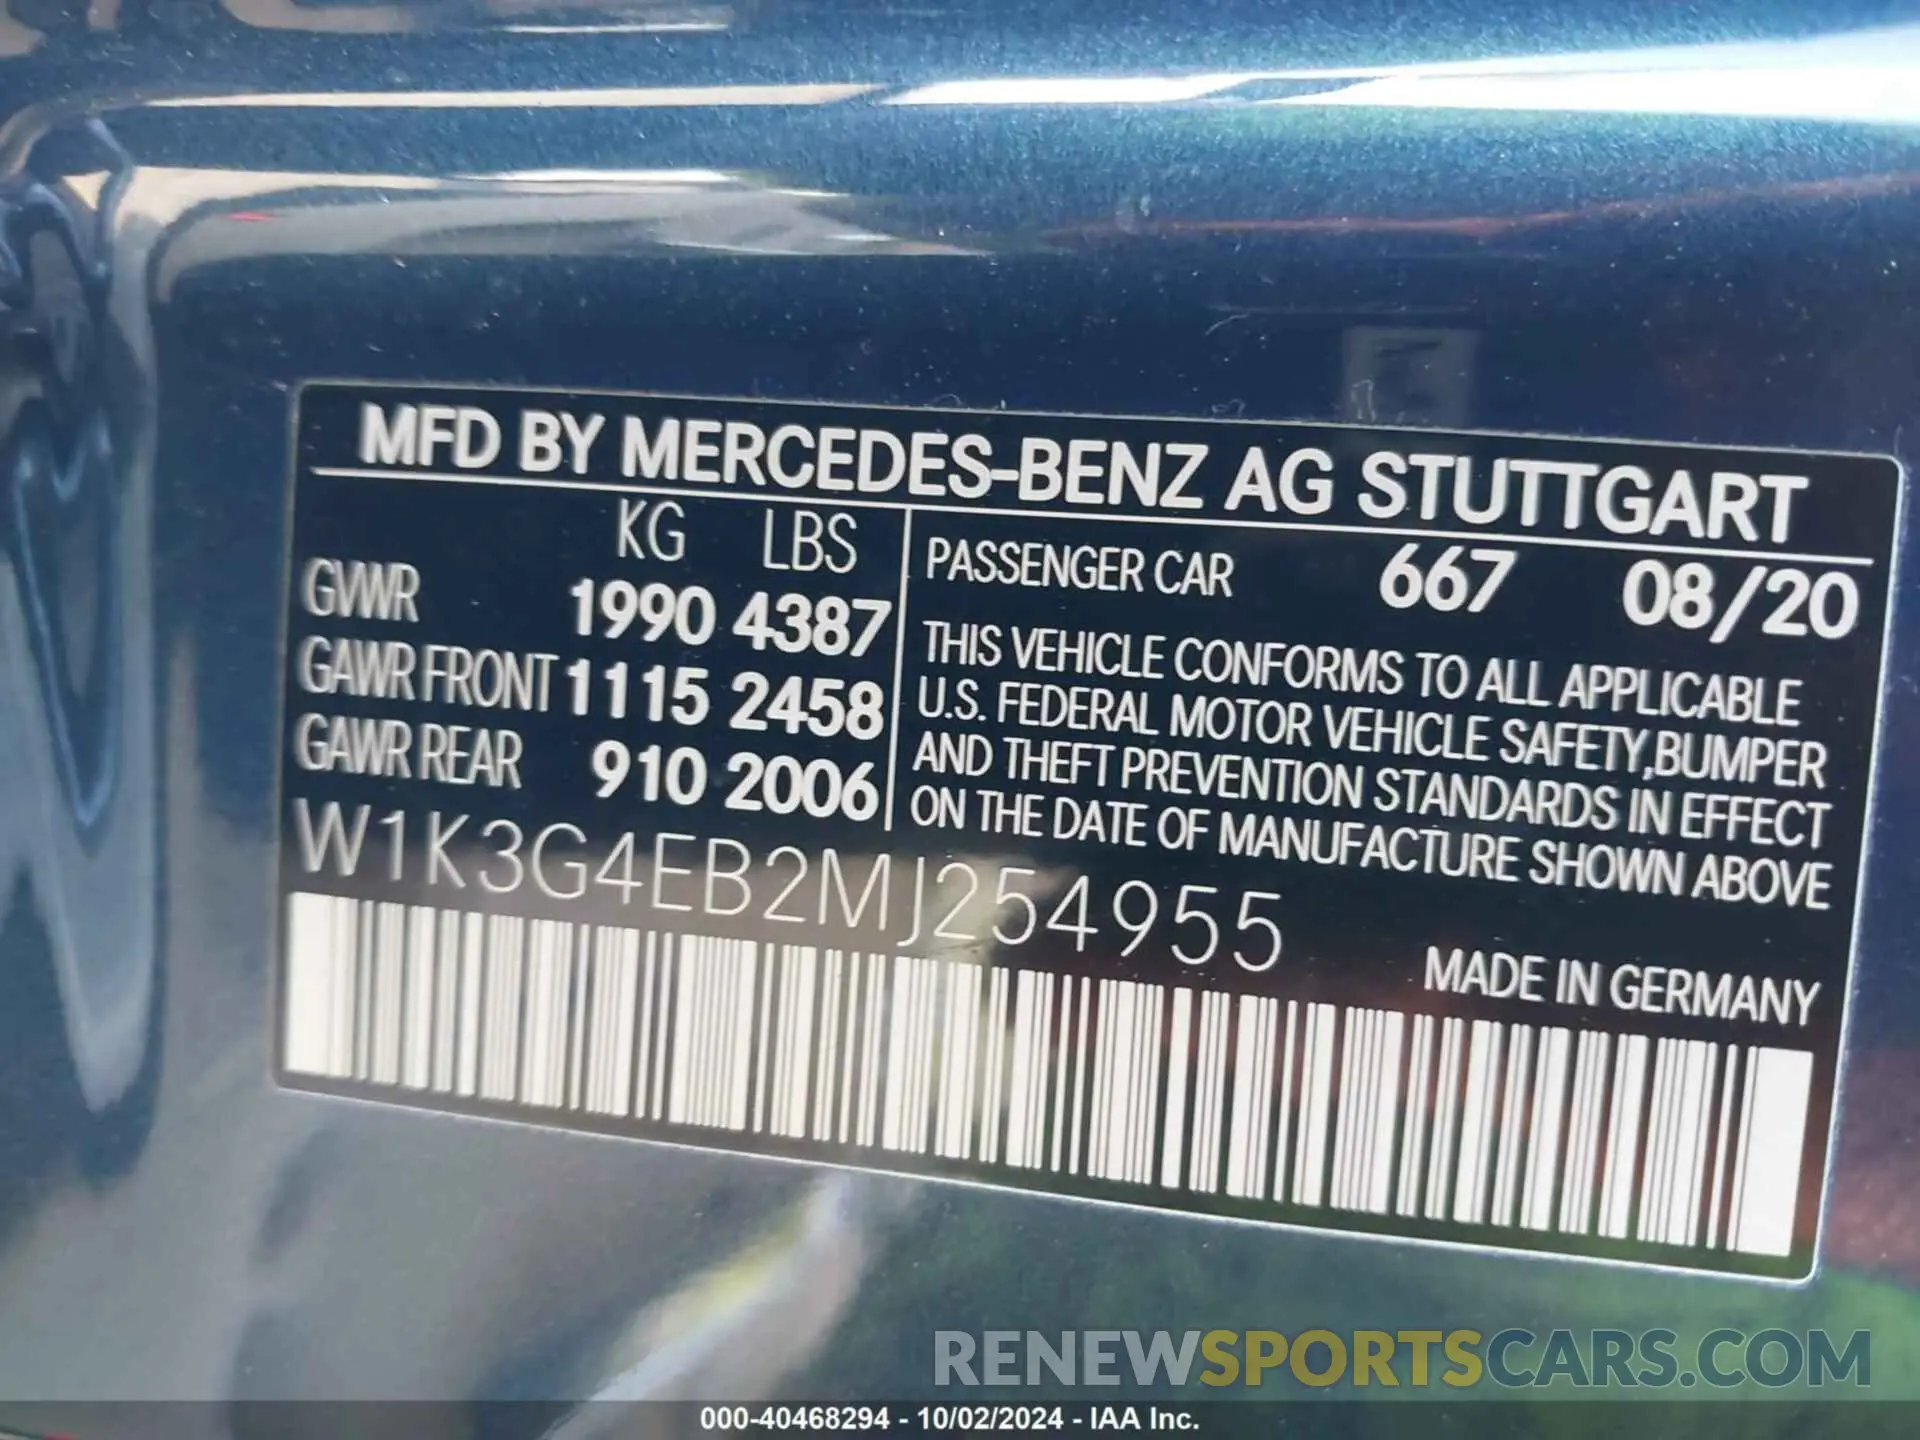 MFD BY MERCEDES-BENZ AG STUTTGART
KG LBS
GVWR 1990 4387
GAWR FRONT 1115 2458
GAWR REAR 910 2006
PASSENGER CAR 667 08/20
THIS VEHICLE CONFORMS TO ALL APPLICABLE
U.S. FEDERAL MOTOR VEHICLE SAFETY,BUMPER
AND THEFT PREVENTION STANDARDS IN EFFECT
ON THE DATE OF MANUFACTURE SHOWN ABOVE
W1K3G4EB2MJ254955
MADE IN GERMANY
RENEWSPORTSCARS.COM
000-40468294 - 10/02/2024 - IAA Inc.